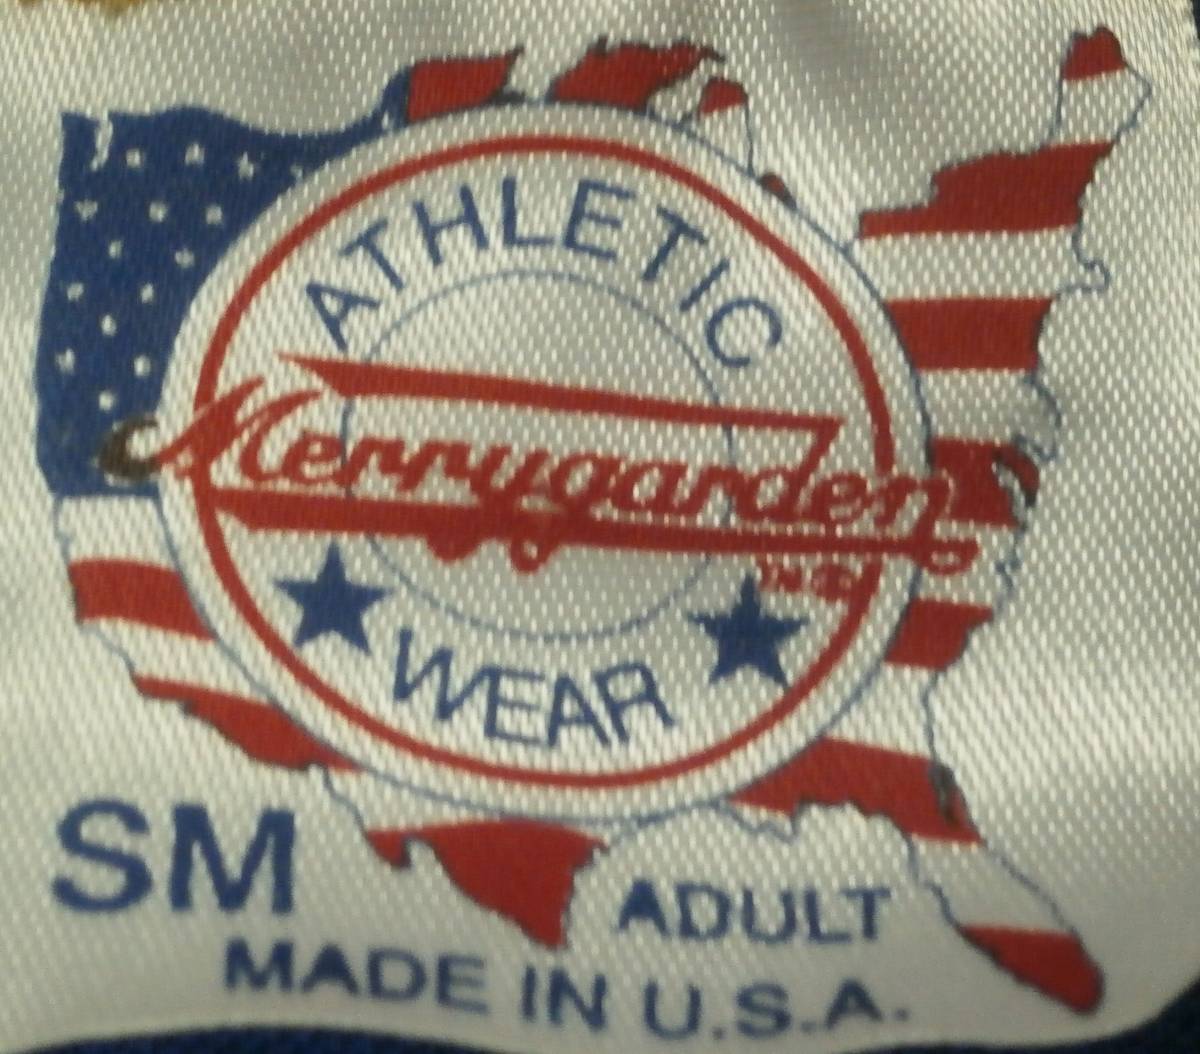 ATHLETIC
Merrygarden
WEAR
SM
ADULT
MADE IN U.S.A.